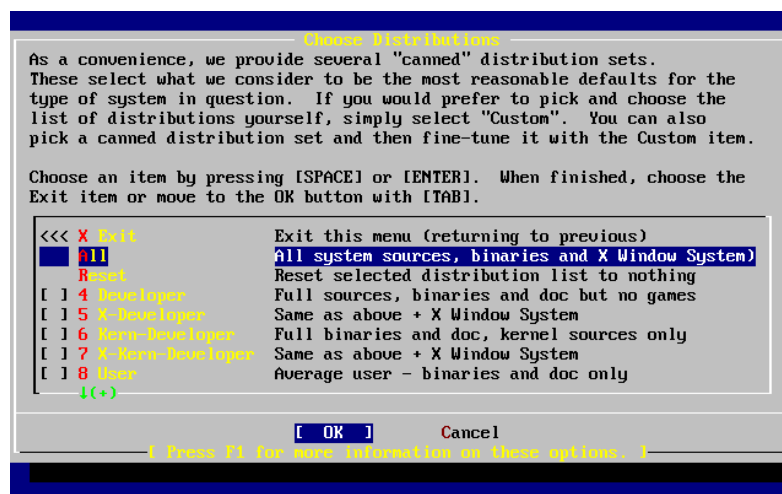 Choose Distributions
As a convenience, we provide several "canned" distribution sets.
These select what we consider to be the most reasonable defaults for the
type of system in question.  If you would prefer to pick and choose the
list of distributions yourself, simply select "Custom".  You can also
pick a canned distribution set and then fine-tune it with the Custom item.
Choose an item by pressing [SPACE] or [ENTER].  When finished, choose the
Exit item or move to the OK button with [TAB].
<<< X Exit Exit this menu (returning to previous)
All All system sources, binaries and X Window System)
Reset Reset selected distribution list to nothing
[ ] 4 Developer Full sources, binaries and doc but no games
[ ] 5 X-Developer Same as above + X Window System
[ ] 6 Kern-Developer Full binaries and doc, kernel sources only
[ ] 7 X-Kern-Developer Same as above + X Window System
[ ] 8 User Average user - binaries and doc only
↓(+)
[ OK ] Cancel
[ Press F1 for more information on these options. ]